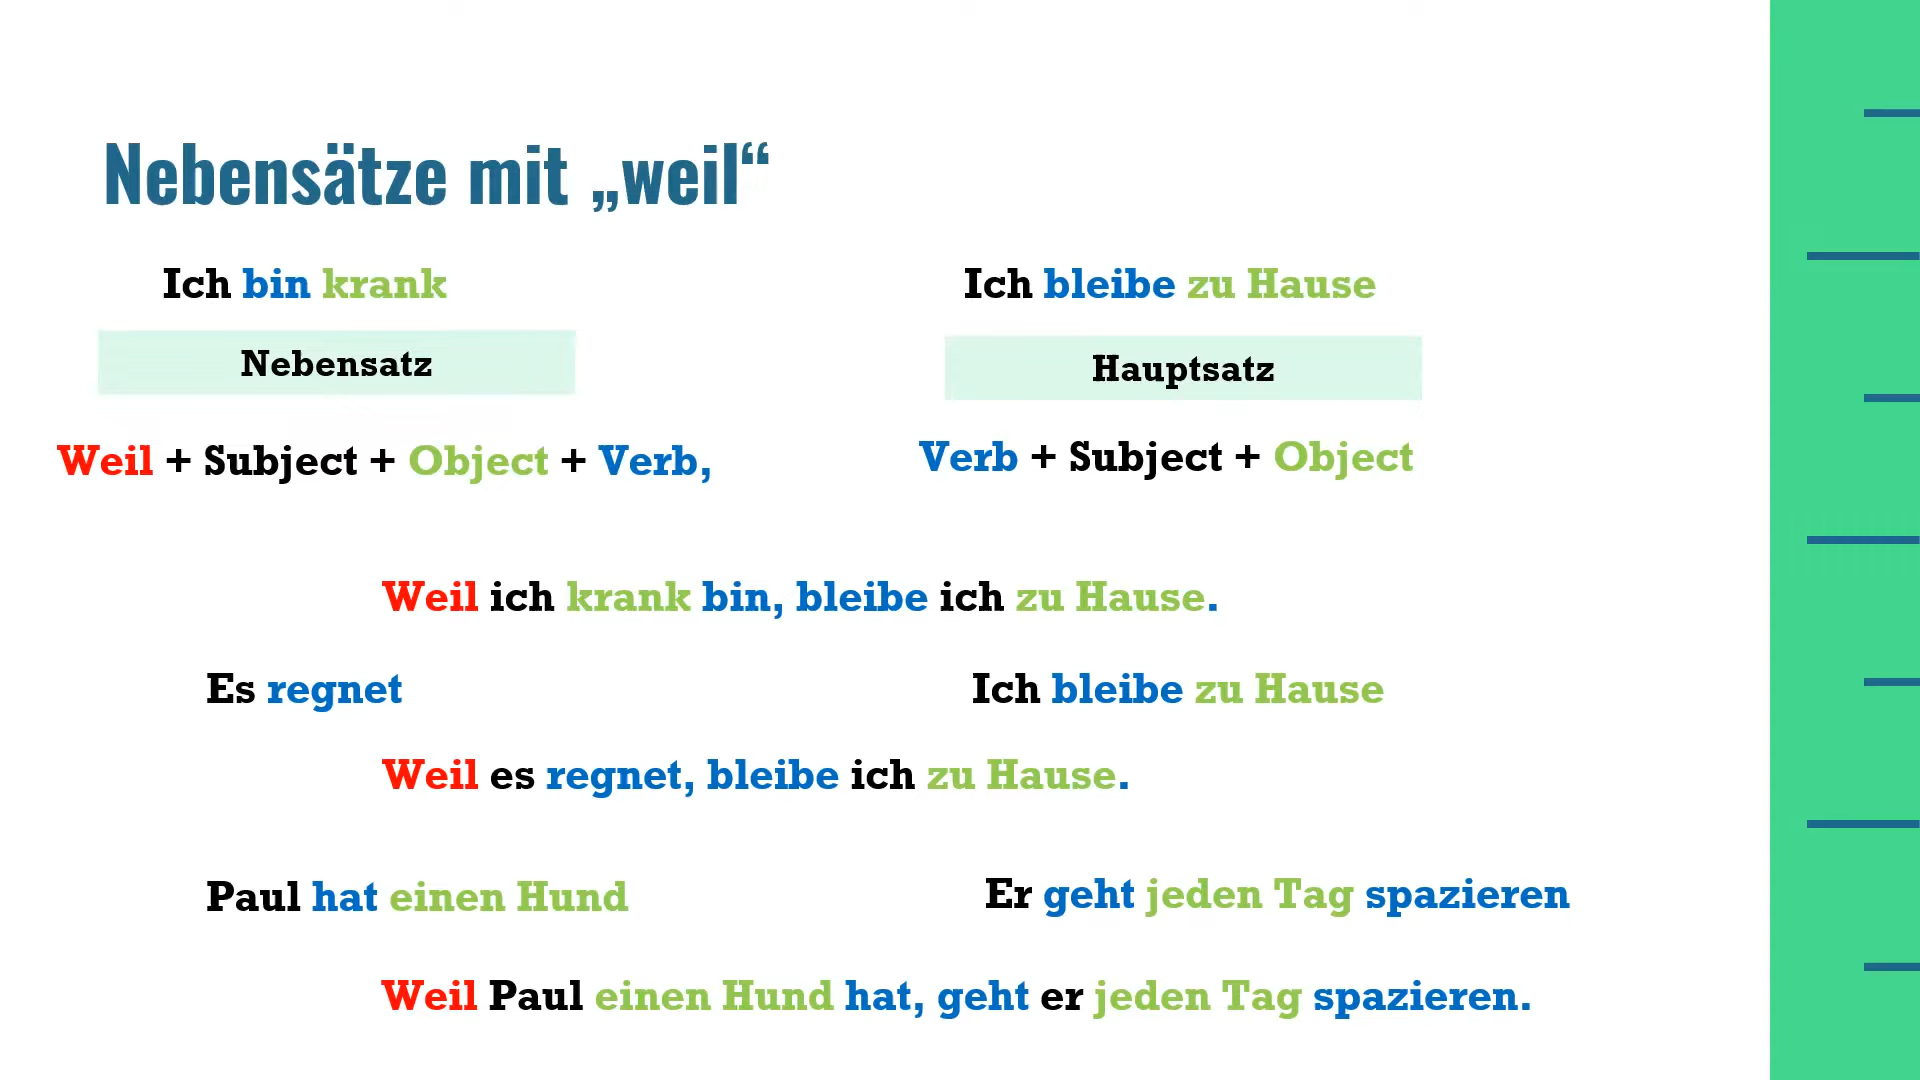 Nebensätze mit „weil“
Ich bin krank
Ich bleibe zu Hause
Nebensatz
Hauptsatz
Weil + Subject + Object + Verb,
Verb + Subject + Object
Weil ich krank bin, bleibe ich zu Hause.
Es regnet
Ich bleibe zu Hause
Weil es regnet, bleibe ich zu Hause.
Paul hat einen Hund
Er geht jeden Tag spazieren
Weil Paul einen Hund hat, geht er jeden Tag spazieren.